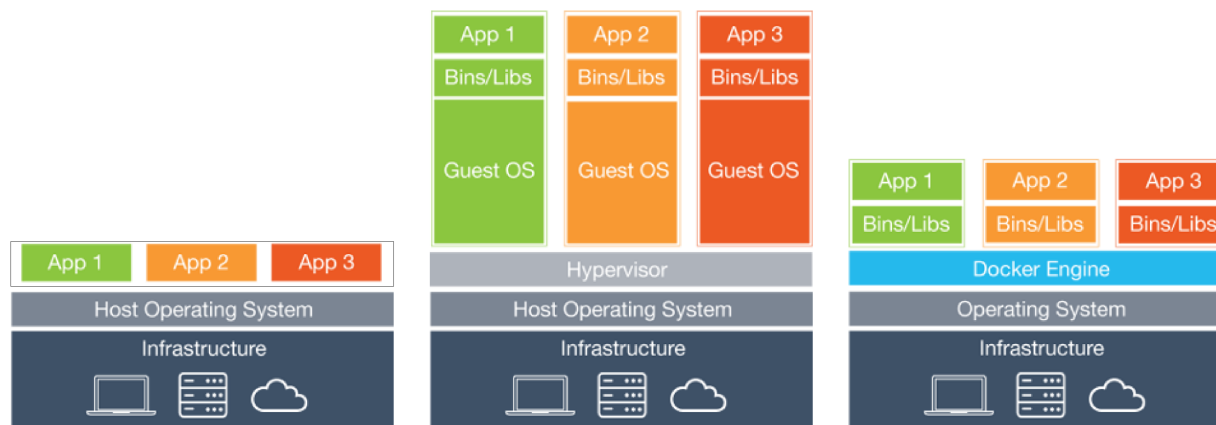 App 1
App 2
App 3
Host Operating System
Infrastructure
App 1
App 2
App 3
Bins/Libs
Bins/Libs
Bins/Libs
Guest OS
Guest OS
Guest OS
Hypervisor
Host Operating System
Infrastructure
App 1
App 2
App 3
Bins/Libs
Bins/Libs
Bins/Libs
Docker Engine
Operating System
Infrastructure